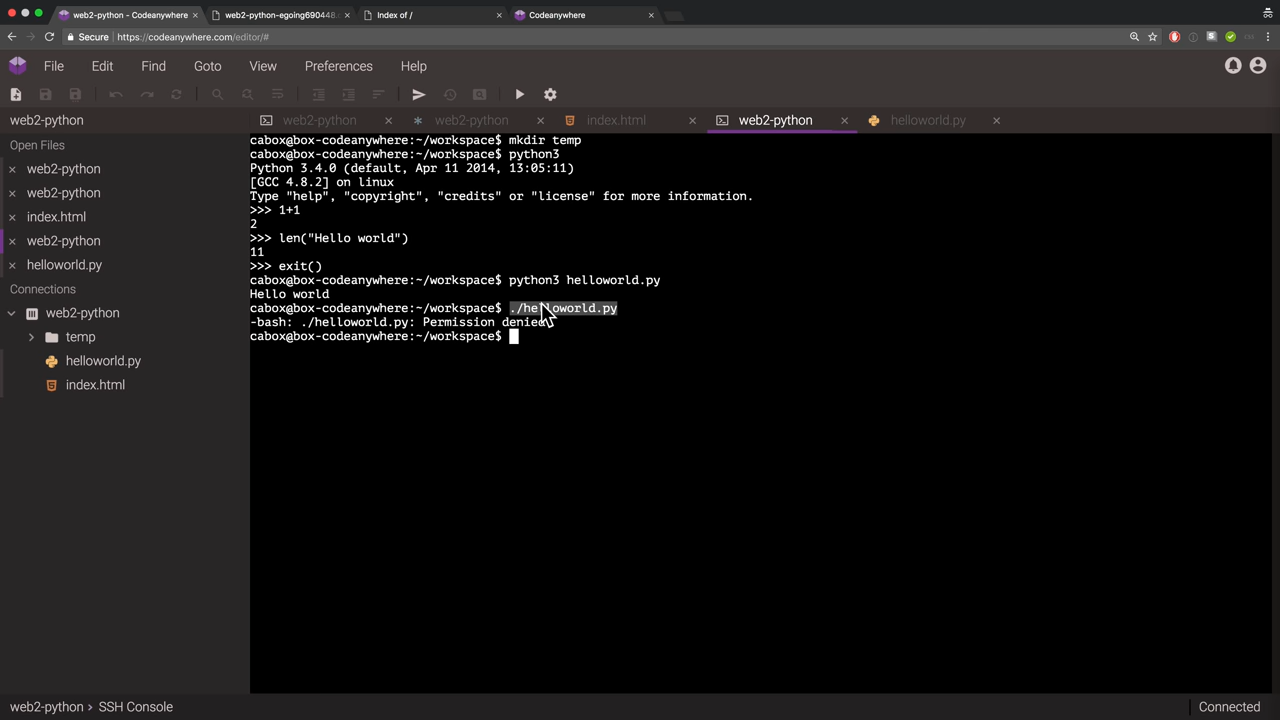 web2-python - Codeanywhere
web2-python-egoing690448.
Index of /
Codeanywhere
Secure
https://codeanywhere.com/editor/#
File Edit Find Goto View Preferences Help
web2-python
web2-python
web2-python
index.html
web2-python
helloworld.py
Open Files
web2-python
web2-python
index.html
web2-python
helloworld.py
Connections
web2-python
temp
helloworld.py
index.html
cabox@box-codeanywhere:~/workspace$ mkdir temp
cabox@box-codeanywhere:~/workspace$ python3
Python 3.4.0 (default, Apr 11 2014, 13:05:11)
[GCC 4.8.2] on linux
Type "help", "copyright", "credits" or "license" for more information.
>>> 1+1
2
>>> len("Hello world")
11
>>> exit()
cabox@box-codeanywhere:~/workspace$ python3 helloworld.py
Hello world
cabox@box-codeanywhere:~/workspace$ ./helloworld.py
-bash: ./helloworld.py: Permission denied
cabox@box-codeanywhere:~/workspace$
web2-python > SSH Console
Connected